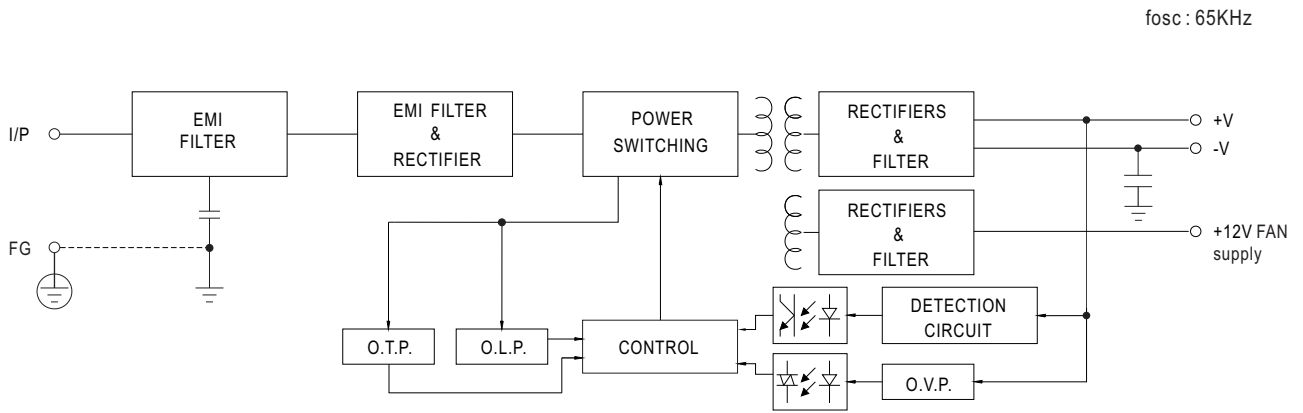 fosc : 65KHz
I/P
EMI
FILTER
EMI FILTER
&
RECTIFIER
POWER
SWITCHING
RECTIFIERS
&
FILTER
+V
-V
FG
RECTIFIERS
&
FILTER
+12V FAN
supply
O.T.P.
O.L.P.
CONTROL
DETECTION
CIRCUIT
O.V.P.